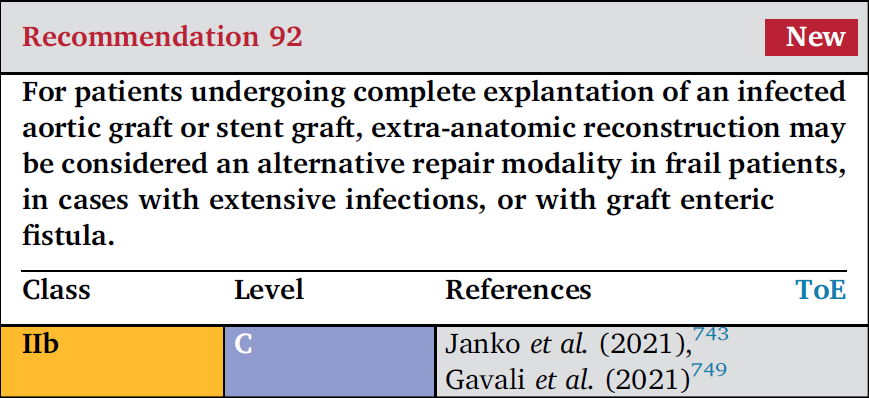 Recommendation 92 New
For patients undergoing complete explantation of an infected
aortic graft or stent graft, extra-anatomic reconstruction may
be considered an alternative repair modality in frail patients,
in cases with extensive infections, or with graft enteric
fistula.
Class Level References ToE
IIb C Janko et al. (2021),743
Gavali et al. (2021)749